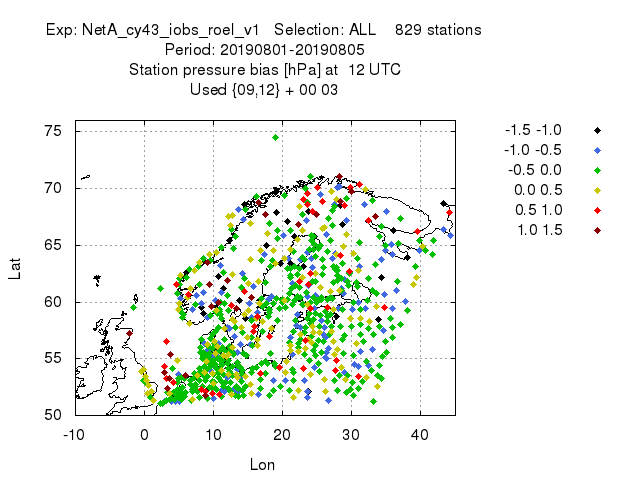 Exp: NetA_cy43_iobs_roel_v1 Selection: ALL 829 stations
Period: 20190801-20190805
Station pressure bias [hPa] at 12 UTC
Used {09,12} + 00 03
75
70
65
60
55
50
Lat
-10 0 10 20 30 40
Lon
-1.5 -1.0
-1.0 -0.5
-0.5 0.0
0.0 0.5
0.5 1.0
1.0 1.5